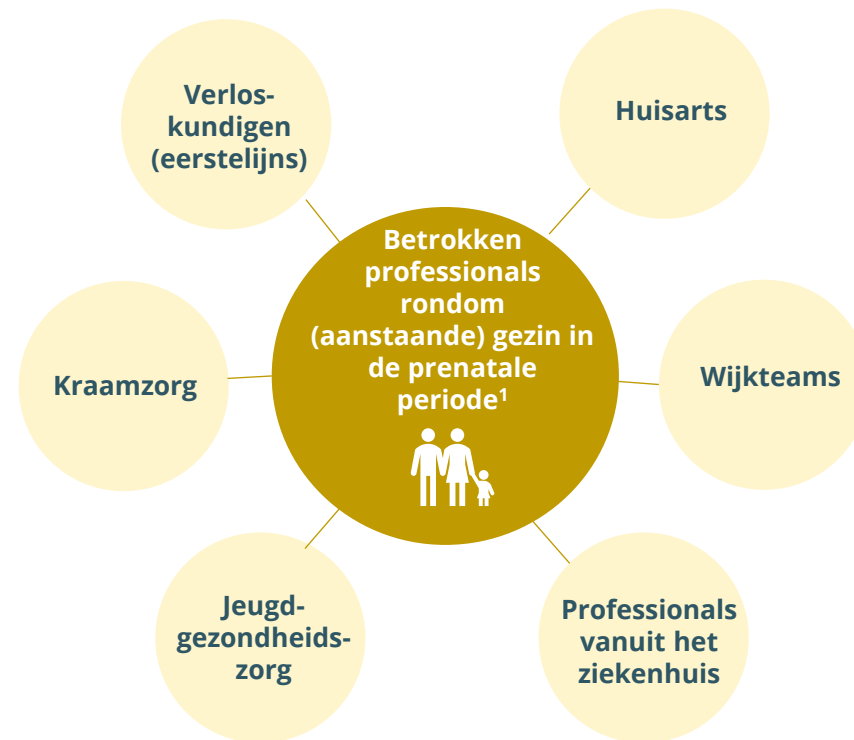 Verlos-
kundigen
(eerstelijns)
Huisarts
Betrokken
professionals
rondom
(aanstaande) gezin in
de prenatale
periode¹
Kraamzorg
Wijkteams
Jeugd-
gezondheids-
zorg
Professionals
vanuit het
ziekenhuis